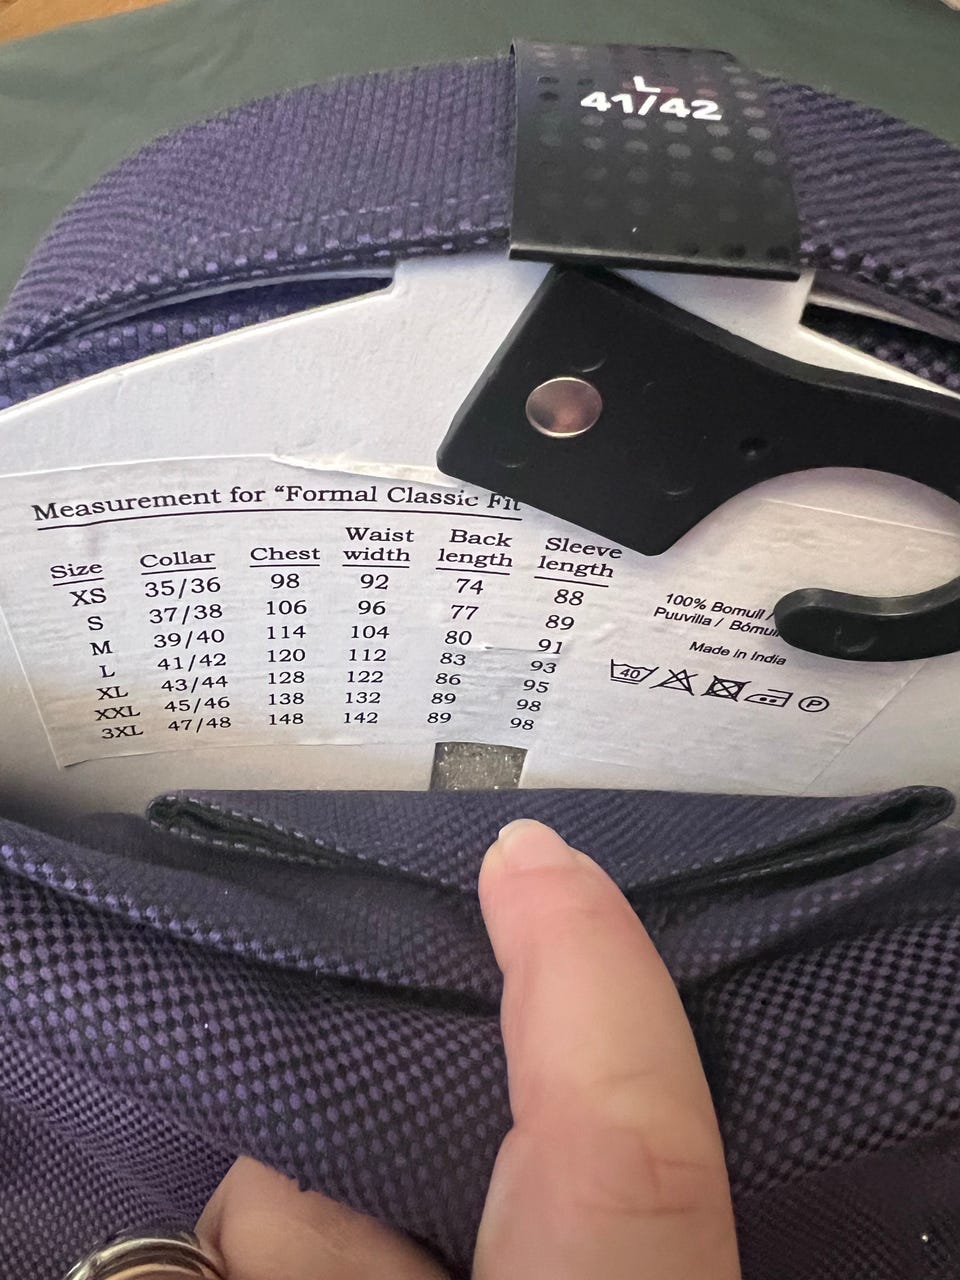 L
41/42
Measurement for “Formal Classic Fit
Size Collar Chest Waist width Back length Sleeve length
XS 35/36 98 92 74 88
S 37/38 106 96 77 89
M 39/40 114 104 80 91
L 41/42 120 112 83 93
XL 43/44 128 122 86 95
XXL 45/46 138 132 89 98
3XL 47/48 148 142 89 98
100% Bomull /
Puuvilla /
Made in India
40
P